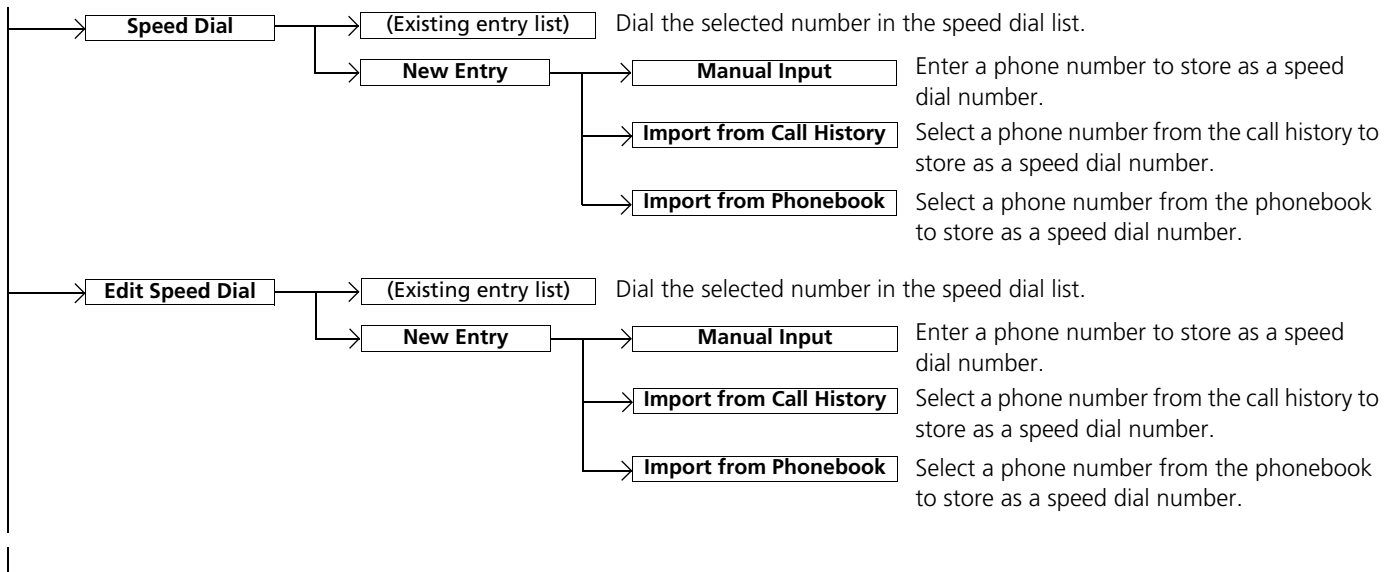 Speed Dial (Existing entry list) Dial the selected number in the speed dial list.
New Entry Manual Input Enter a phone number to store as a speed
dial number.
Import from Call History Select a phone number from the call history to
store as a speed dial number.
Import from Phonebook Select a phone number from the phonebook
to store as a speed dial number.
Edit Speed Dial (Existing entry list) Dial the selected number in the speed dial list.
New Entry Manual Input Enter a phone number to store as a speed
dial number.
Import from Call History Select a phone number from the call history to
store as a speed dial number.
Import from Phonebook Select a phone number from the phonebook
to store as a speed dial number.